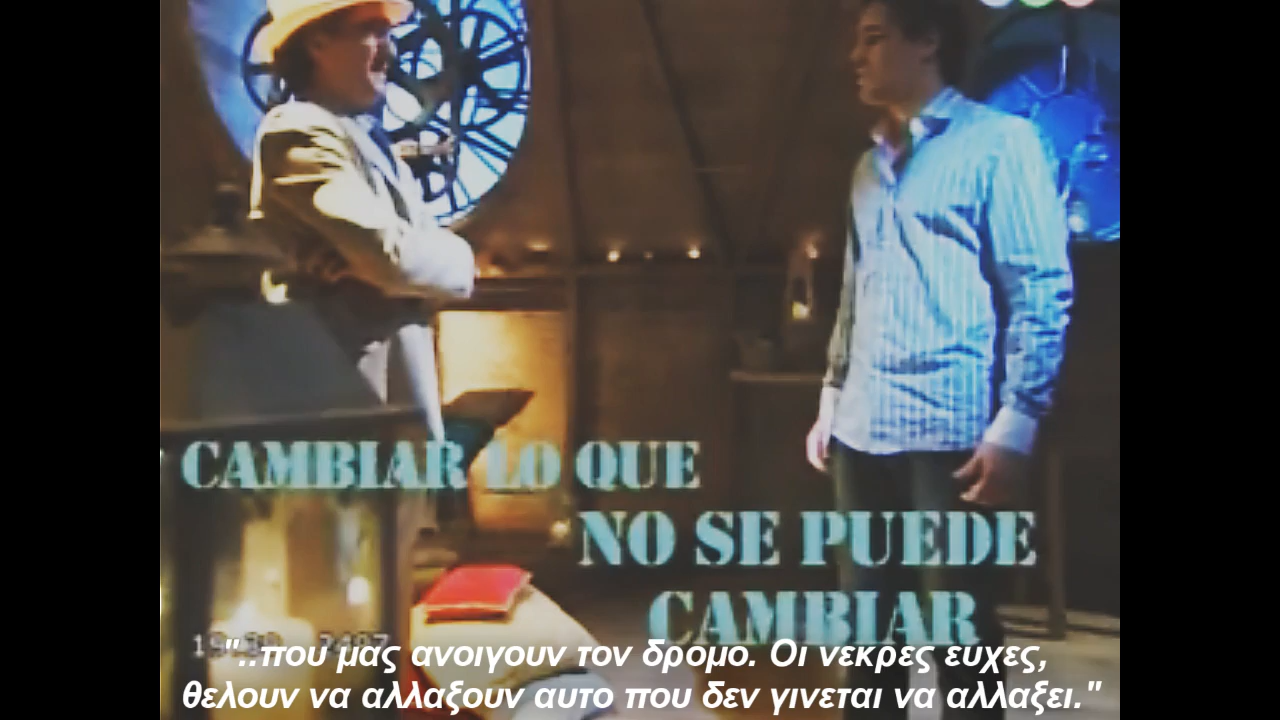 CAMBIAR LO QUE
NO SE PUEDE
CAMBIAR
"..που μας ανοιγουν τον δρομο. Οι νεκρες ευχες,
θελουν να αλλαξουν αυτο που δεν γινεται να αλλαξει."